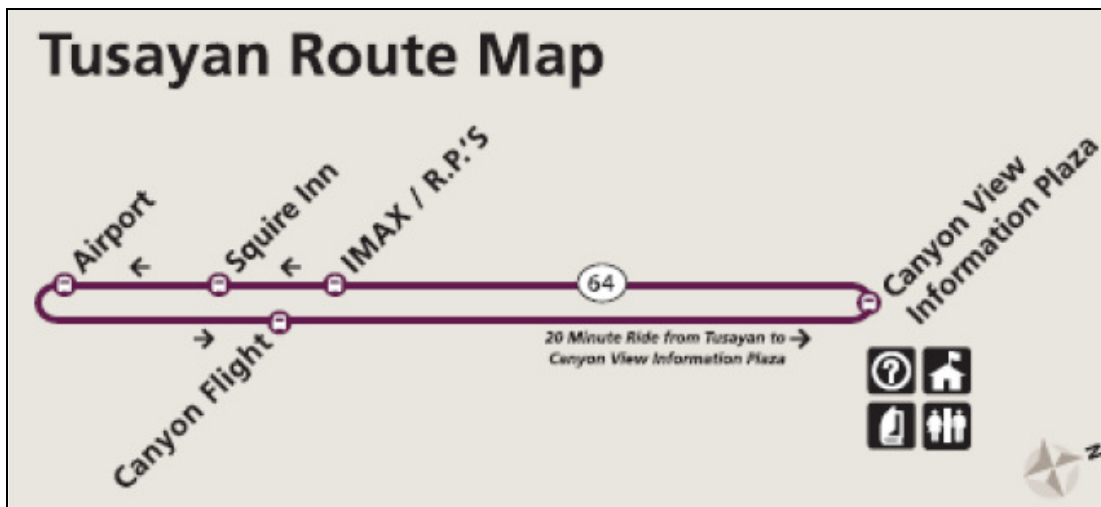 Tusayan Route Map
Airport
Squire Inn
IMAX / R.P.'S
Canyon View
Information Plaza
64
Canyon Flight
20 Minute Ride from Tusayan to
Canyon View Information Plaza
?
N